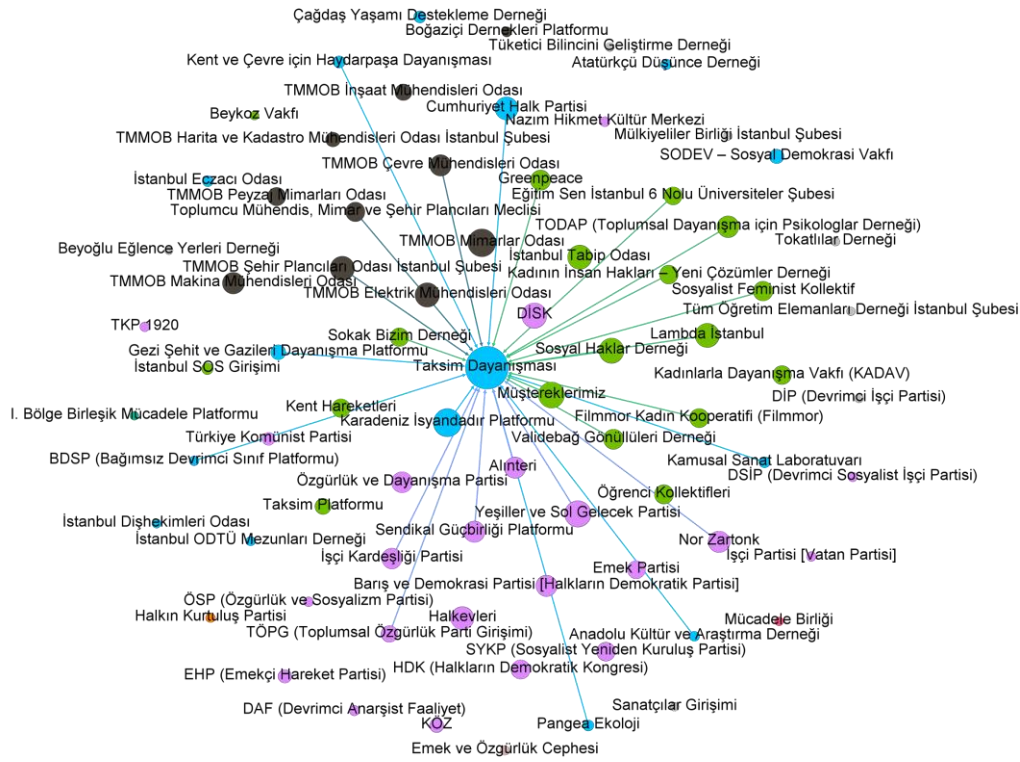 Çağdaş Yaşamı Destekleme Derneği
Boğaziçi Dernekleri Platformu
Tüketici Bilincini Geliştirme Derneği
Kent ve Çevre için Haydarpaşa Dayanışması
Atatürkçü Düşünce Derneği
TMMOB İnşaat Mühendisleri Odası
Cumhuriyet Halk Partisi
Beykoz Vakfı
Nazım Hikmet Kültür Merkezi
TMMOB Harita ve Kadastro Mühendisleri Odası İstanbul Şubesi
Mülkiyeliler Birliği İstanbul Şubesi
SODEV – Sosyal Demokrasi Vakfı
TMMOB Çevre Mühendisleri Odası
İstanbul Eczacı Odası
Greenpeace
TMMOB Peyzaj Mimarları Odası
Eğitim Sen İstanbul 6 Nolu Üniversiteler Şubesi
Toplumcu Mühendis, Mimar ve Şehir Plancıları Meclisi
TODAP (Toplumsal Dayanışma için Psikologlar Derneği)
TMMOB Mimarlar Odası
Tokatlılar Derneği
Beyoğlu Eğlence Yerleri Derneği
İstanbul Tabip Odası
TMMOB Şehir Plancıları Odası İstanbul Şubesi
Kadının İnsan Hakları – Yeni Çözümler Derneği
TMMOB Makina Mühendisleri Odası
Sosyalist Feminist Kollektif
TMMOB Elektrik Mühendisleri Odası
Tüm Öğretim Elemanları Derneği İstanbul Şubesi
DİSK
TKP 1920
Sokak Bizim Derneği
Lambda İstanbul
Gezi Şehit ve Gazileri Dayanışma Platformu
Sosyal Haklar Derneği
İstanbul SOS Girişimi
Taksim Dayanışması
Kadınlarla Dayanışma Vakfı (KADAV)
Müştereklerimiz
DİP (Devrimci İşçi Partisi)
Kent Hareketleri
I. Bölge Birleşik Mücadele Platformu
Karadeniz İsyandadır Platformu
Filmmor Kadın Kooperatifi (Filmmor)
Türkiye Komünist Partisi
Validebağ Gönüllüleri Derneği
BDSP (Bağımsız Devrimci Sınıf Platformu)
Alınteri
Kamusal Sanat Laboratuvarı
DSİP (Devrimci Sosyalist İşçi Partisi)
Özgürlük ve Dayanışma Partisi
Öğrenci Kollektifleri
Taksim Platformu
Yeşiller ve Sol Gelecek Partisi
İstanbul Dişhekimleri Odası
Sendikal Güçbirliği Platformu
İstanbul ODTÜ Mezunları Derneği
Nor Zartonk
İşçi Kardeşliği Partisi
İşçi Partisi [Vatan Partisi]
Emek Partisi
Barış ve Demokrasi Partisi [Halkların Demokratik Partisi]
ÖSP (Özgürlük ve Sosyalizm Partisi)
Halkın Kurtuluş Partisi
Halkevleri
Mücadele Birliği
TÖPG (Toplumsal Özgürlük Parti Girişimi)
Anadolu Kültür ve Araştırma Derneği
SYKP (Sosyalist Yeniden Kuruluş Partisi)
EHP (Emekçi Hareket Partisi)
HDK (Halkların Demokratik Kongresi)
DAF (Devrimci Anarşist Faaliyet)
Sanatçılar Girişimi
KÖZ
Pangea Ekoloji
Emek ve Özgürlük Cephesi